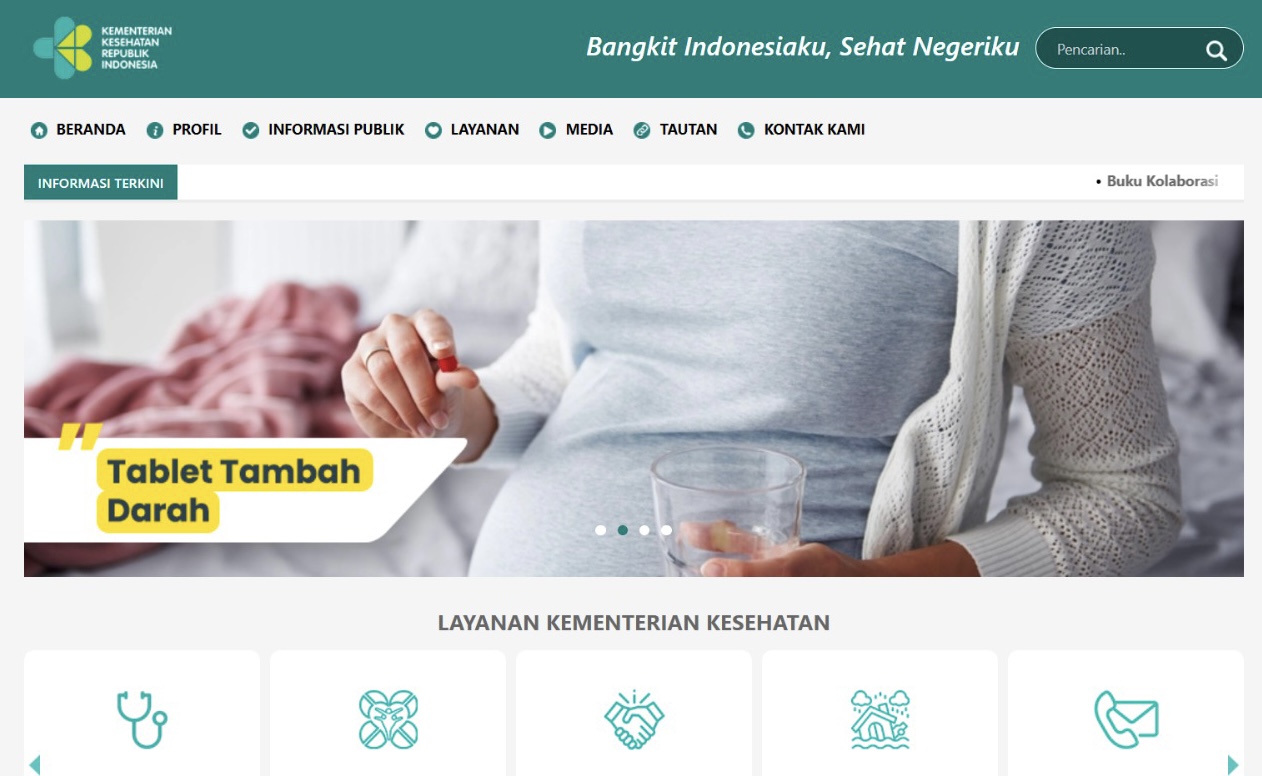 KEMENTERIAN
KESEHATAN
REPUBLIK
INDONESIA
Bangkit Indonesiaku, Sehat Negeriku
Pencarian..
BERANDA PROFIL INFORMASI PUBLIK LAYANAN MEDIA TAUTAN KONTAK KAMI
INFORMASI TERKINI
• Buku Kolaborasi
Tablet Tambah
Darah
LAYANAN KEMENTERIAN KESEHATAN